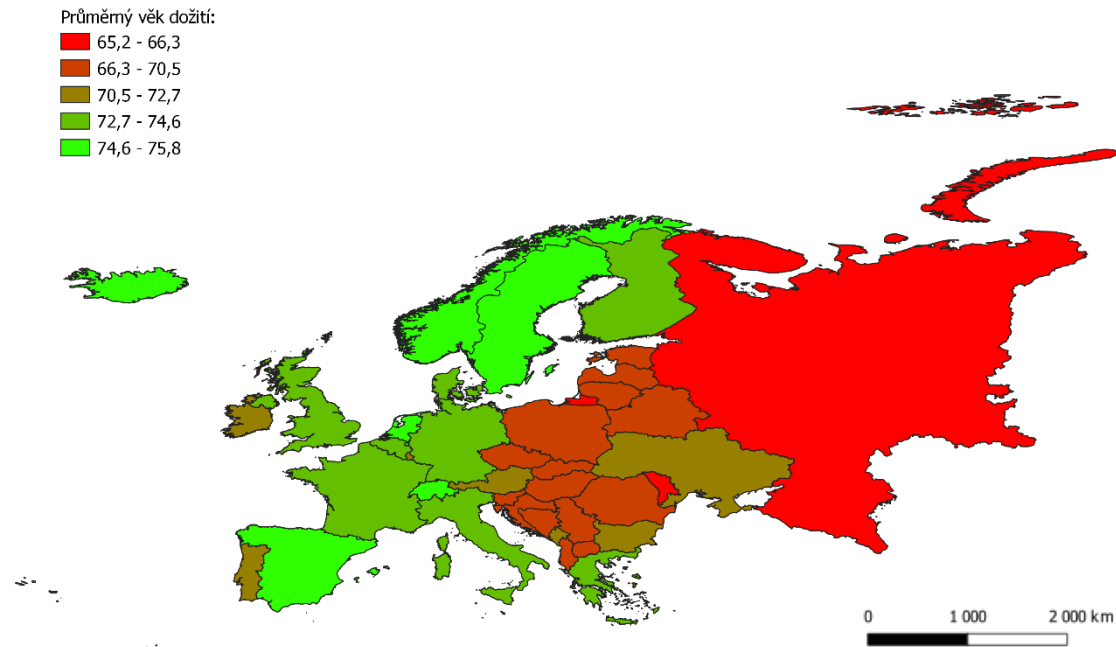 Průměrný věk dožití:
65,2 - 66,3
66,3 - 70,5
70,5 - 72,7
72,7 - 74,6
74,6 - 75,8
0 1 000 2 000 km